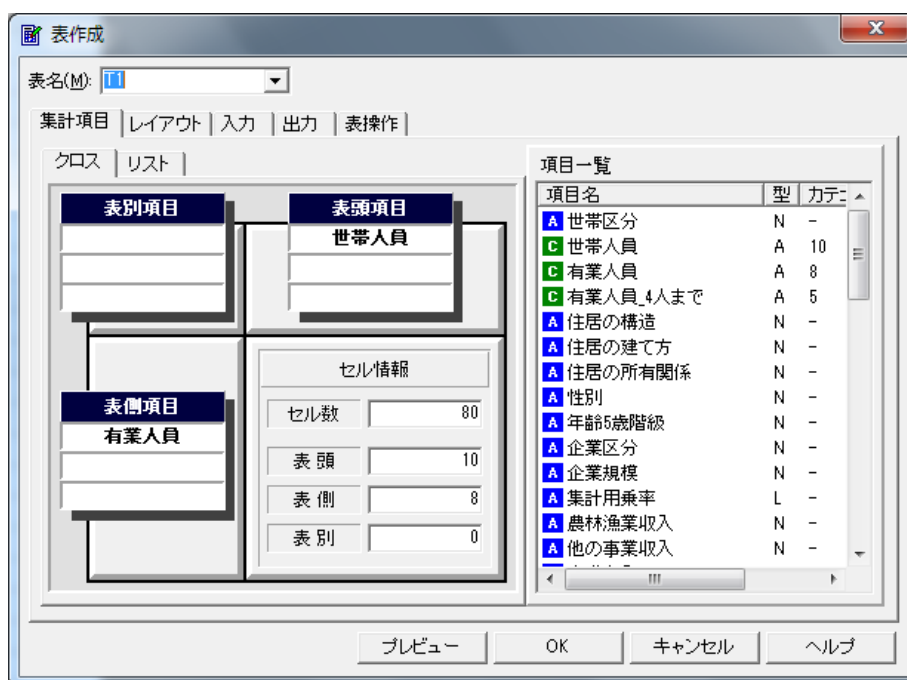 表作成
表名(M): T1
集計項目 レイアウト 入力 出力 表操作
クロス リスト
表別項目
表頭項目
世帯人員
表側項目
有業人員
セル情報
セル数 80
表頭 10
表側 8
表別 0
項目一覧
項目名 型 カテ
A 世帯区分 N -
C 世帯人員 A 10
C 有業人員 A 8
C 有業人員_4人まで A 5
A 住居の構造 N -
A 住居の建て方 N -
A 住居の所有関係 N -
A 性別 N -
A 年齢5歳階級 N -
A 企業区分 N -
A 企業規模 N -
A 集計用乗率 L -
A 農林漁業収入 N -
A 他の事業収入 N -
プレビュー OK キャンセル ヘルプ